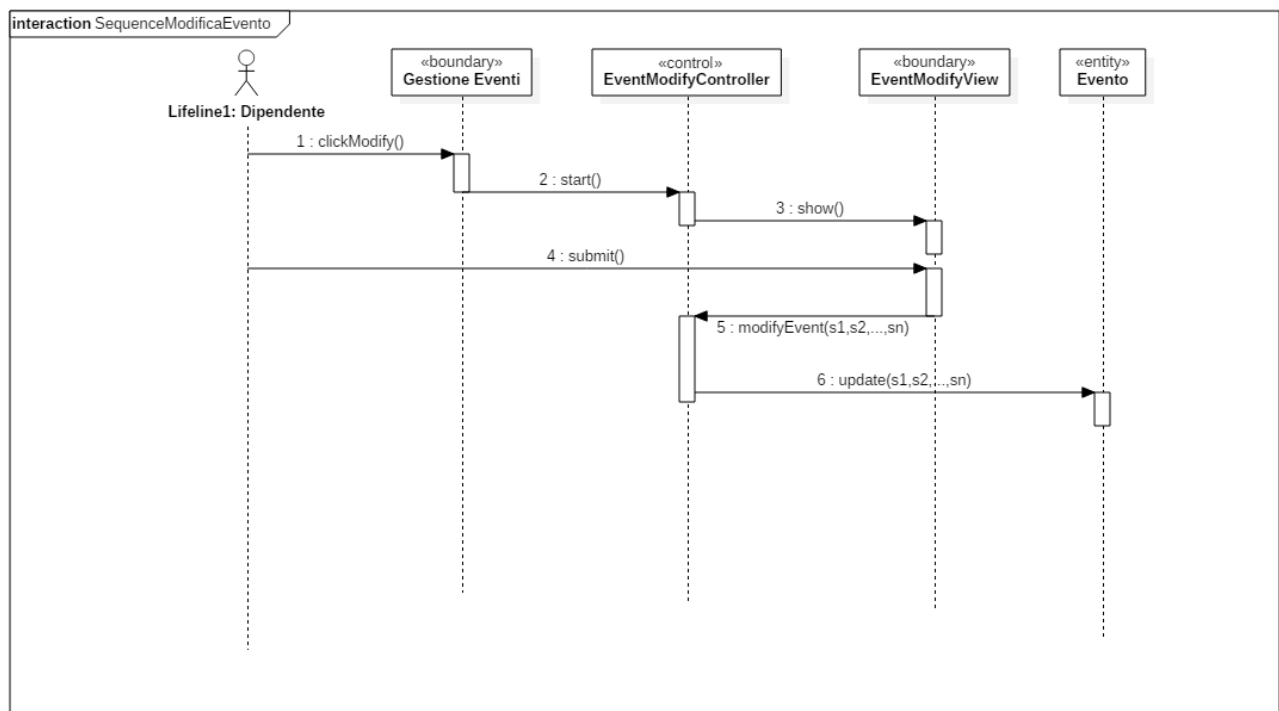 interaction SequenceModificaEvento
«boundary»
Gestione Eventi
«control»
EventModifyController
«boundary»
EventModifyView
«entity»
Evento
Lifeline1: Dipendente
1 : clickModify()
2 : start()
3 : show()
4 : submit()
5 : modifyEvent(s1,s2,...,sn)
6 : update(s1,s2,...,sn)